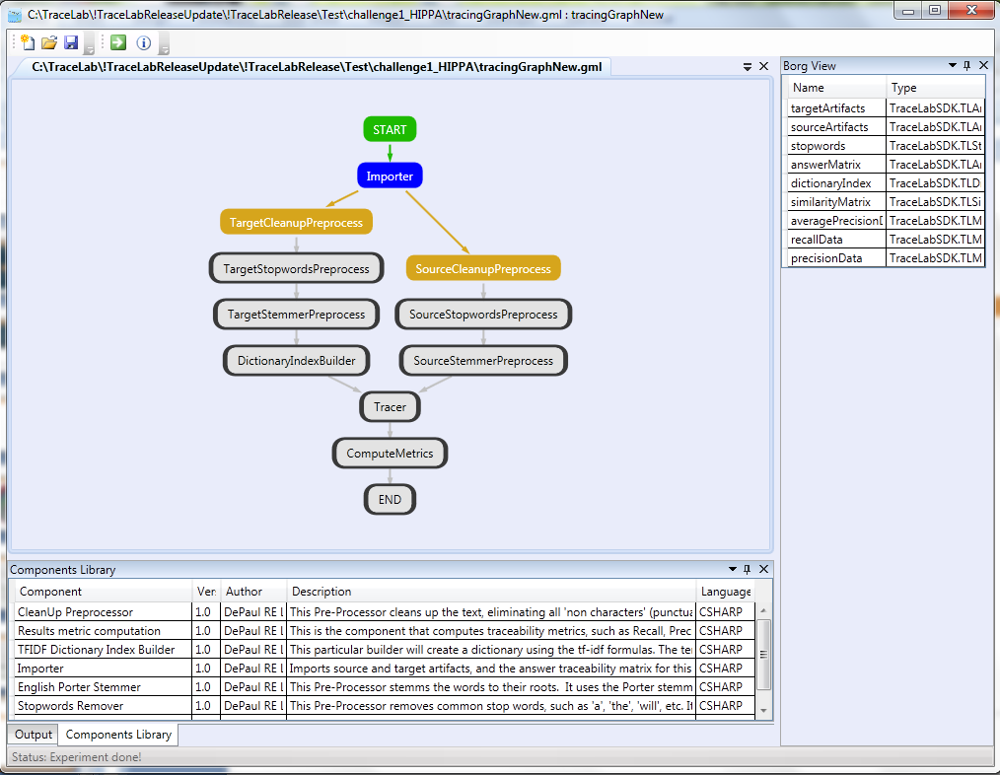 C:\TraceLab\!TraceLabReleaseUpdate\!TraceLabRelease\Test\challenge1_HIPPA\tracingGraphNew.gml : tracingGraphNew
C:\TraceLab\!TraceLabReleaseUpdate\!TraceLabRelease\Test\challenge1_HIPPA\tracingGraphNew.gml
START
Importer
TargetCleanupPreprocess
TargetStopwordsPreprocess
SourceCleanupPreprocess
TargetStemmerPreprocess
SourceStopwordsPreprocess
DictionaryIndexBuilder
SourceStemmerPreprocess
Tracer
ComputeMetrics
END
Borg View
Name Type
targetArtifacts TraceLabSDK.TLAr
sourceArtifacts TraceLabSDK.TLAr
stopwords TraceLabSDK.TLSt
answerMatrix TraceLabSDK.TLAr
dictionaryIndex TraceLabSDK.TLD
similarityMatrix TraceLabSDK.TLSi
averagePrecisionD TraceLabSDK.TLM
recallData TraceLabSDK.TLM
precisionData TraceLabSDK.TLM
Components Library
Component Ver Author Description Language
CleanUp Preprocessor 1.0 DePaul RE L This Pre-Processor cleans up the text, eliminating all 'non characters' (punctua CSHARP
Results metric computation 1.0 DePaul RE L This is the component that computes traceability metrics, such as Recall, Prec CSHARP
TFIDF Dictionary Index Builder 1.0 DePaul RE L This particular builder will create a dictionary using the tf-idf formulas. The te CSHARP
Importer 1.0 DePaul RE L Imports source and target artifacts, and the answer traceability matrix for this CSHARP
English Porter Stemmer 1.0 DePaul RE L This Pre-Processor stemms the words to their roots. It uses the Porter stemm CSHARP
Stopwords Remover 1.0 DePaul RE L This Pre-Processor removes common stop words, such as 'a', 'the', 'will', etc. It CSHARP
Output Components Library
Status: Experiment done!